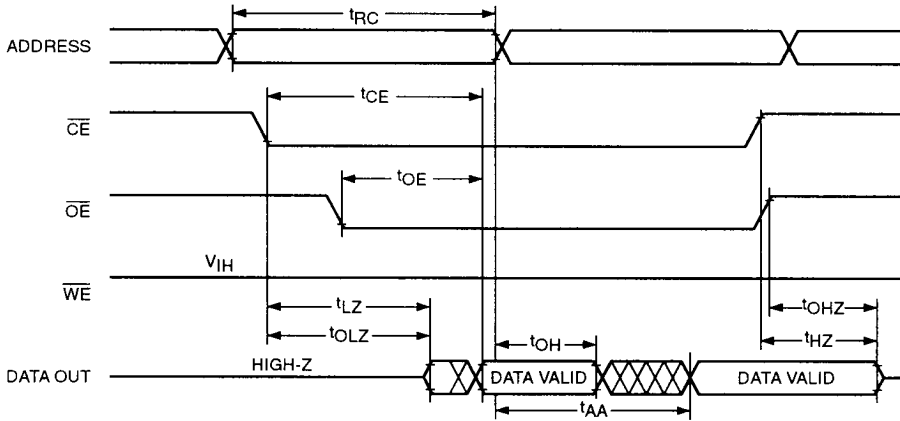 tRC
ADDRESS
tCE
CE
tOE
OE
VIH
WE
tLZ
tOHZ
tOLZ
tOH
tHZ
HIGH-Z
DATA OUT
DATA VALID
DATA VALID
tAA